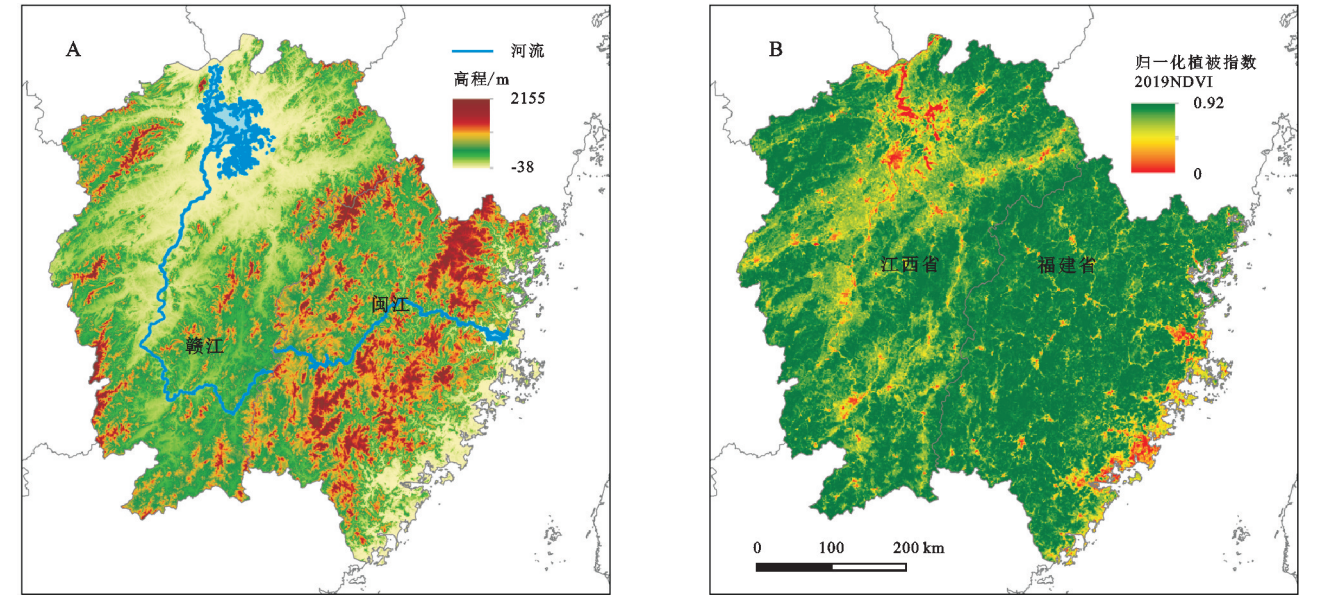 A
河流
高程/m
2155
-38
闽江
赣江
B
归一化植被指数
2019NDVI
0.92
0
江西省
福建省
0 100 200 km